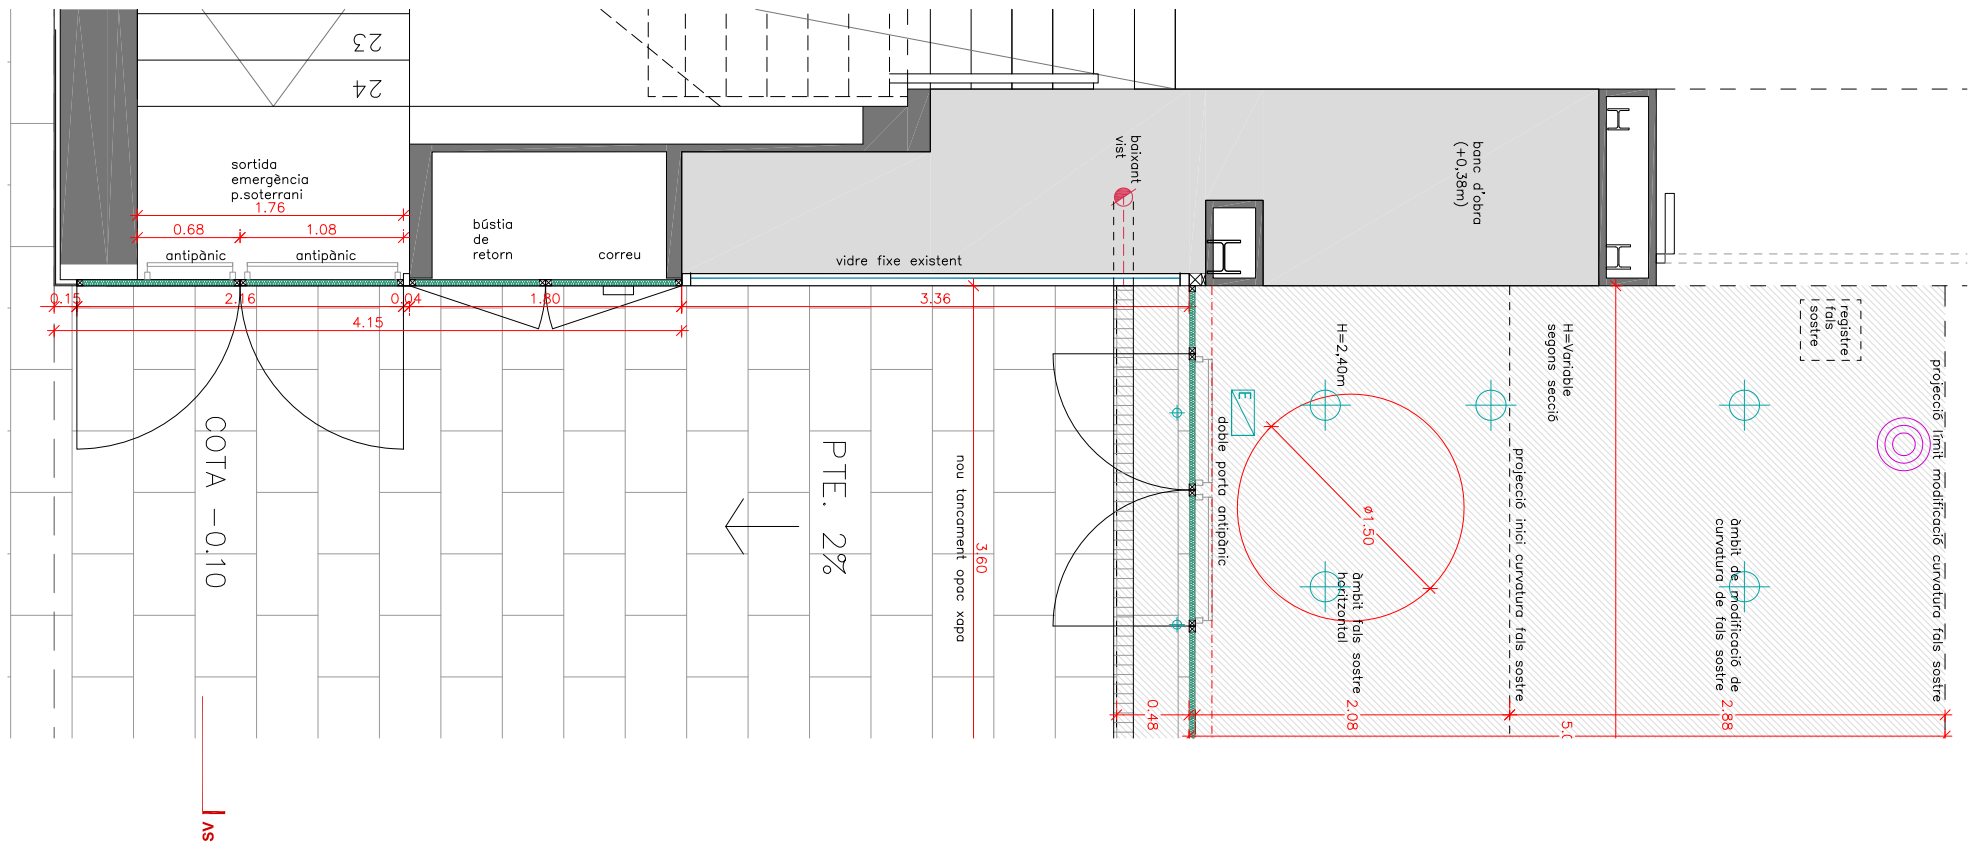 23
24
sortida
emergència
p.soterrani
1.76
0.68
1.08
antipànic
antipànic
bústia
de
retorn
correu
baixant
vist
banc d'obra
(+0,38m)
vidre fixe existent
0.15
2.16
0.04
1.80
3.36
4.15
COTA -0.10
PTE. 2%
nou tancament opac xapa
3.60
doble porta antipànic
E
H=2,40m
H=Variable
segons secció
registre
fals
sostre
ø1.50
àmbit fals sostre
horitzontal
projecció inici curvatura fals sostre
àmbit de modificació de
curvatura de fals sostre
projecció límit modificació curvatura fals sostre
0.48
2.08
2.88
SV